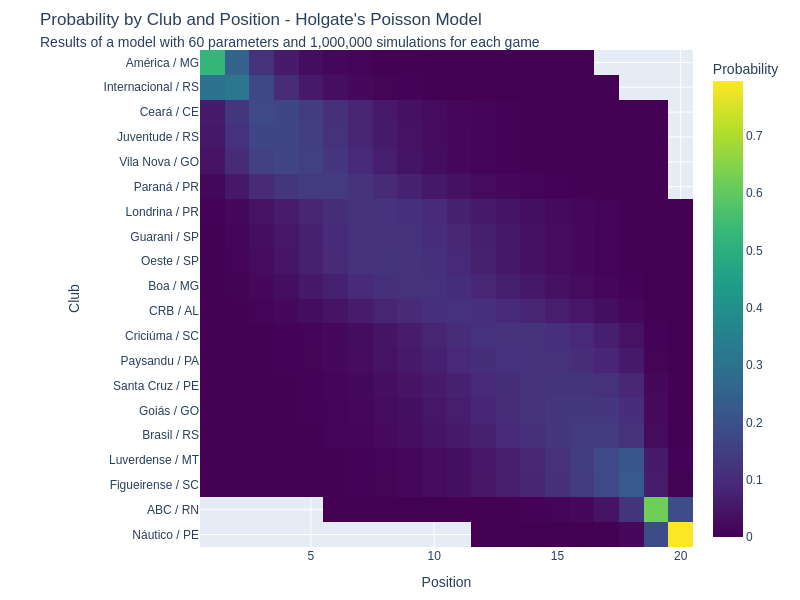 Probability by Club and Position - Holgate's Poisson Model
Results of a model with 60 parameters and 1,000,000 simulations for each game
Probability
América / MG
Internacional / RS
Ceará / CE
Juventude / RS
Vila Nova / GO
Paraná / PR
Londrina / PR
Guarani / SP
Oeste / SP
Boa / MG
CRB / AL
Criciúma / SC
Paysandu / PA
Santa Cruz / PE
Goiás / GO
Brasil / RS
Luverdense / MT
Figueirense / SC
ABC / RN
Náutico / PE
Club
5
10
15
20
Position
0.7
0.6
0.5
0.4
0.3
0.2
0.1
0